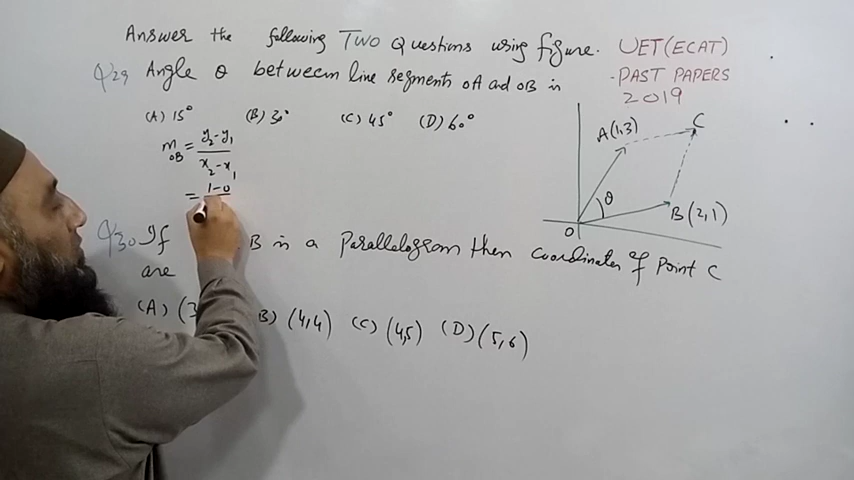 Answer the following TWO Questions using figure.
UET(ECAT)
-PAST PAPERS
2019
Q29 Angle θ between line segments OA and OB is
(A) 15° (B) 30° (C) 45° (D) 60°
m_OB = y₂-y₁ / x₂-x₁
= 1-0
A(1,3) C
θ
B(2,1)
O
Q30 If B is a Parallelogram then Coordinates of Point C
are
(A) (3 B) (4,4) (C) (4,5) (D) (5,6)